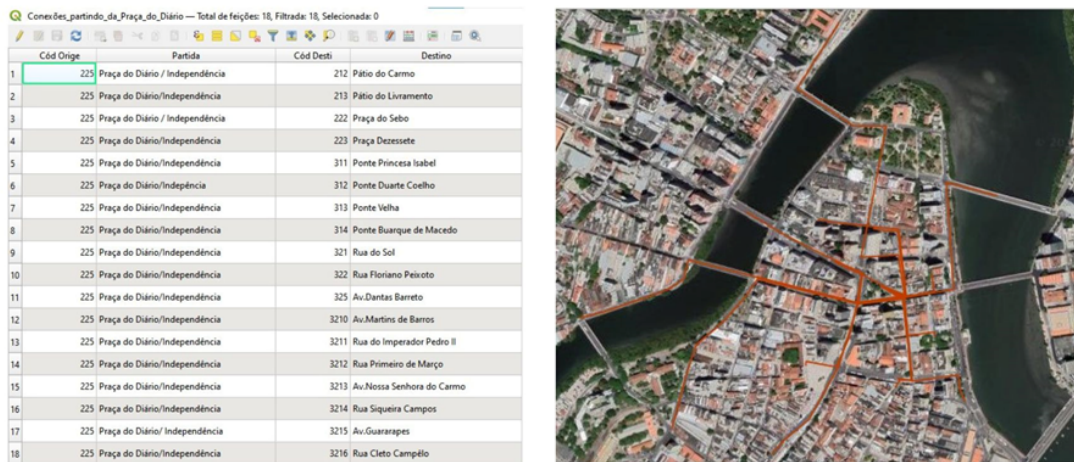 Conexões_partindo_da_Praça_do_Diário — Total de feições: 18, Filtrada: 18, Selecionada: 0
Cód Orige Partida Cód Desti Destino
1 225 Praça do Diário / Independência 212 Pátio do Carmo
2 225 Praça do Diário/Independência 213 Pátio do Livramento
3 225 Praça do Diário / Independência 222 Praça do Sebo
4 225 Praça do Diário/Independência 223 Praça Dezessete
5 225 Praça do Diário/Independência 311 Ponte Princesa Isabel
6 225 Praça do Diário/Indepência 312 Ponte Duarte Coelho
7 225 Praça do Diário/Independência 313 Ponte Velha
8 225 Praça do Diário/Independência 314 Ponte Buarque de Macedo
9 225 Praça do Diário/Independência 321 Rua do Sol
10 225 Praça do Diário/Independência 322 Rua Floriano Peixoto
11 225 Praça do Diário/Independência 325 Av.Dantas Barreto
12 225 Praça do Diário/Independência 3210 Av.Martins de Barros
13 225 Praça do Diário/Independência 3211 Rua do Imperador Pedro II
14 225 Praça do Diário/Independência 3212 Rua Primeiro de Março
15 225 Praça do Diário/Independência 3213 Av.Nossa Senhora do Carmo
16 225 Praça do Diário/Independência 3214 Rua Siqueira Campos
17 225 Praça do Diário/ Independência 3215 Av.Guararapes
18 225 Praça do Diário/Independência 3216 Rua Cleto Campêlo